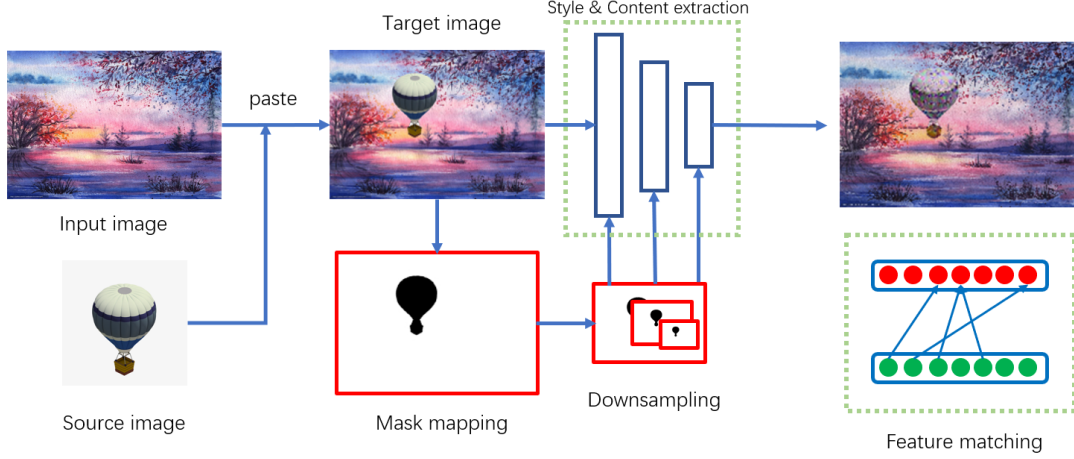 Style & Content extraction
Target image
paste
Input image
Source image
Mask mapping
Downsampling
Feature matching